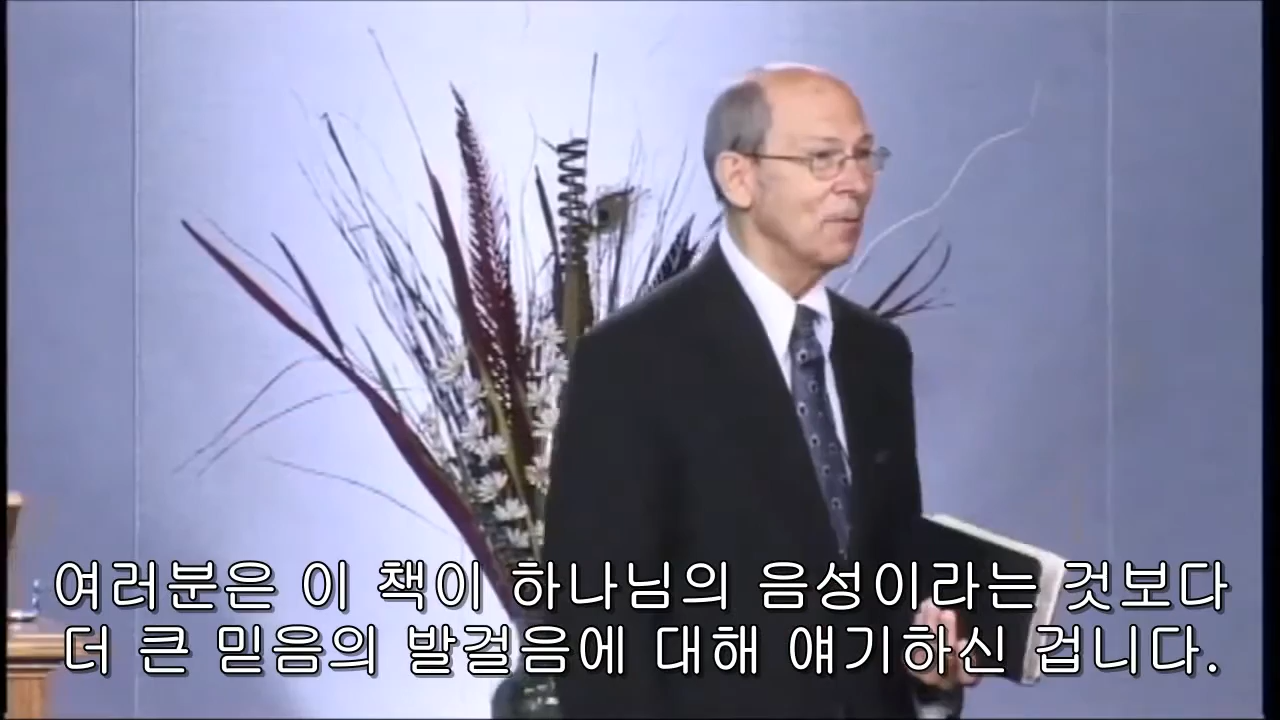 여러분은 이 책이 하나님의 음성이라는 것보다
더 큰 믿음의 발걸음에 대해 얘기하신 겁니다.